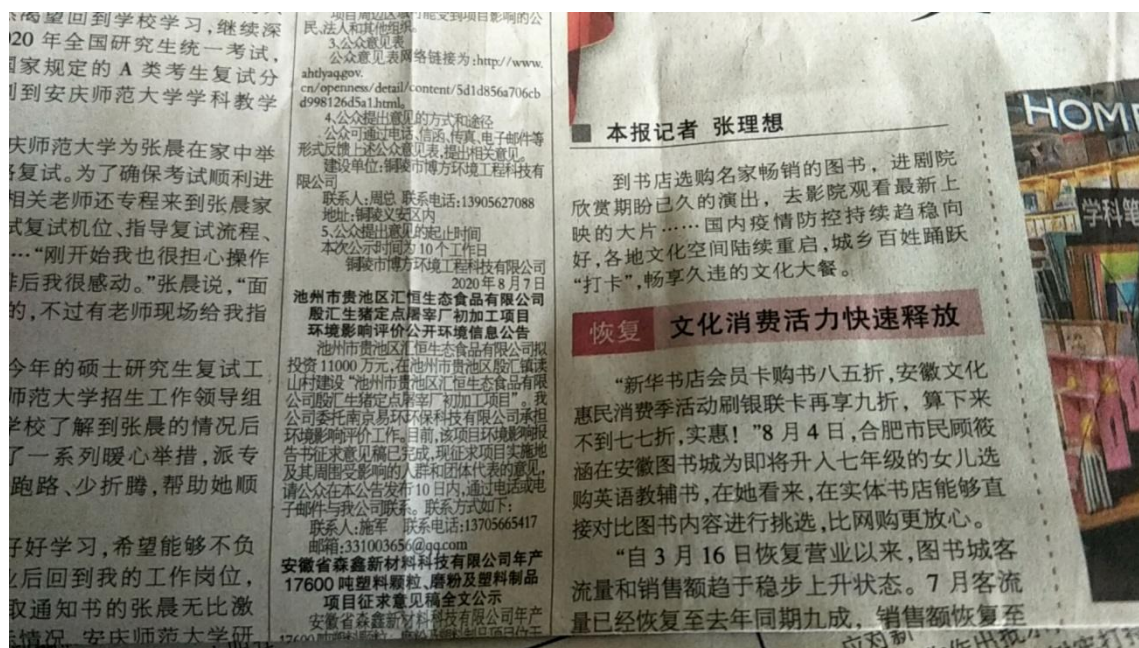 渴望回到学校学习,继续深
020年全国研究生统一考试,
国家规定的A类考生复试分
到到安庆师范大学学科教学
庆师范大学为张晨在家中举
络复试。为了确保考试顺利进
相关老师还专程来到张晨家
试复试机位、指导复试流程、
…“刚开始我也很担心操作
后我很感动。”张晨说,“面
的,不过有老师现场给我指
今年的硕士研究生复试工
师范大学招生工作领导组
学校了解到张晨的情况后
了一系列暖心举措,派专
跑路、少折腾,帮助她顺
好好学习,希望能够不负
业后回到我的工作岗位,
取通知书的张晨无比激
安庆师范大学研
项目周边区域可能受到项目影响的公
民、法人和其他组织。
3.公众意见表
公众意见表网络链接为:http://www.
ahtlyaq.gov.
cn/openness/detail/content/5d1d856a706cb
d998126d5a1.html。
4.公众提出意见的方式和途径
公众可通过电话、信函、传真、电子邮件等
形式反馈上述公众意见表,提出相关意见。
建设单位:铜陵市博方环境工程科技有
限公司
联系人:周总 联系电话:13905627088
地址:铜陵义安区内
5.公众提出意见的起止时间
本次公示时间为10个工作日
铜陵市博方环境工程科技有限公司
2020年8月7日
池州市贵池区汇恒生态食品有限公司
殷汇生猪定点屠宰厂初加工项目
环境影响评价公开环境信息公告
池州市贵池区汇恒生态食品有限公司拟
投资11000万元,在池州市贵池区殷汇镇渎
山村建设“池州市贵池区汇恒生态食品有限
公司殷汇生猪定点屠宰厂初加工项目”。我
公司委托南京易环环保科技有限公司承担
环境影响评价工作。目前,该项目环境影响报
告书征求意见稿已完成,现征求项目实施地
及其周围受影响的人群和团体代表的意见,
请公众在本公告发布10日内,通过电话或电
子邮件与我公司联系。联系方式如下:
联系人:施军 联系电话:13705665417
邮箱:331003656@qq.com
安徽省森鑫新材料科技有限公司年产
17600吨塑料颗粒、磨粉及塑料制品
项目征求意见稿全文公示
安徽省森鑫新材料科技有限公司年产
■ 本报记者 张理想
到书店选购名家畅销的图书,进剧院
欣赏期盼已久的演出,去影院观看最新上
映的大片……国内疫情防控持续趋稳向
好,各地文化空间陆续重启,城乡百姓踊跃
“打卡”,畅享久违的文化大餐。
恢复 文化消费活力快速释放
“新华书店会员卡购书八五折,安徽文化
惠民消费季活动刷银联卡再享九折,算下来
不到七七折,实惠!”8月4日,合肥市民顾筱
涵在安徽图书城为即将升入七年级的女儿选
购英语教辅书,在她看来,在实体书店能够直
接对比图书内容进行挑选,比网购更放心。
“自3月16日恢复营业以来,图书城客
流量和销售额趋于稳步上升状态。7月客流
量已经恢复至去年同期九成,销售额恢复至
HOM
学科笔
应对新